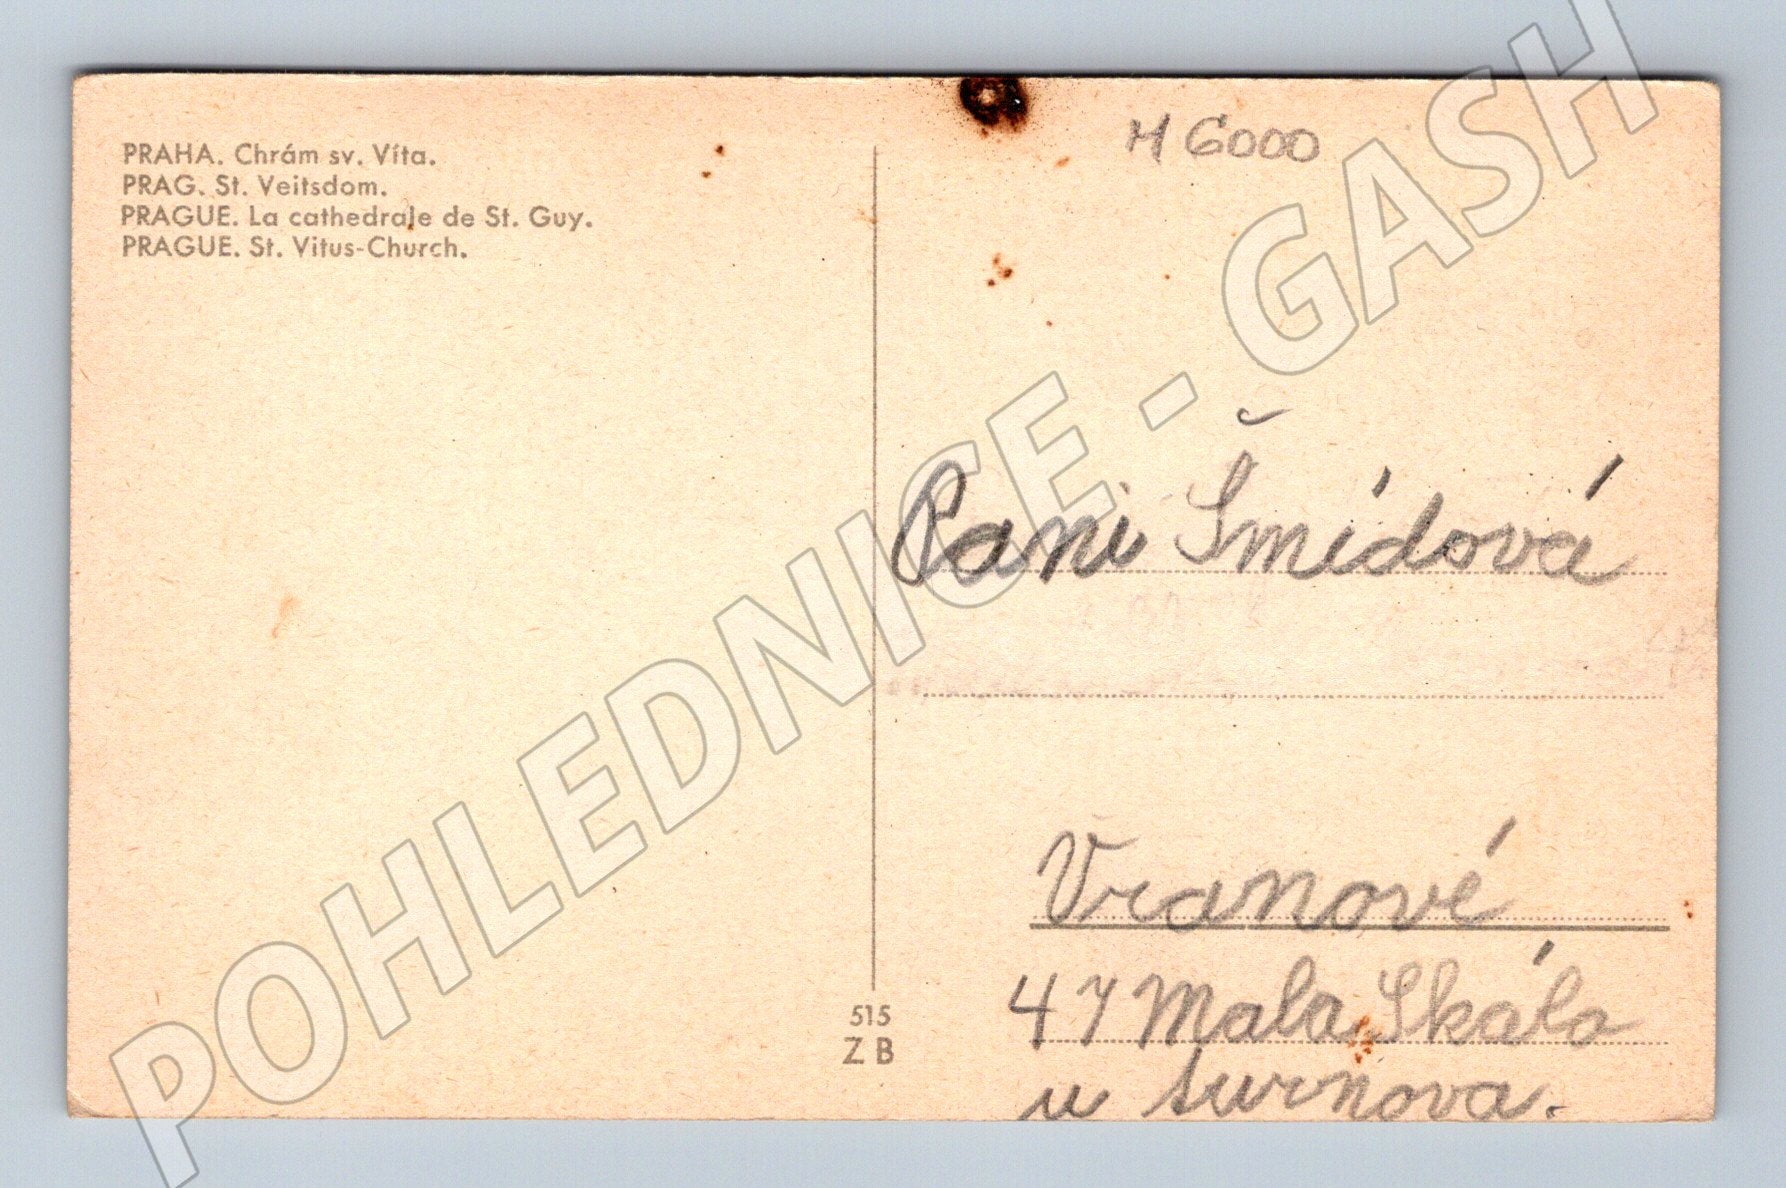 PRAHA. Chrám sv. Víta.
PRAG. St. Veitsdom.
PRAGUE. La cathedrale de St. Guy.
PRAGUE. St. Vitus-Church.
H 6000
Paní Šmídová
Vranové
47 Mala Skála
u turnova.
515
Z B
POHLEDNICE - GASH